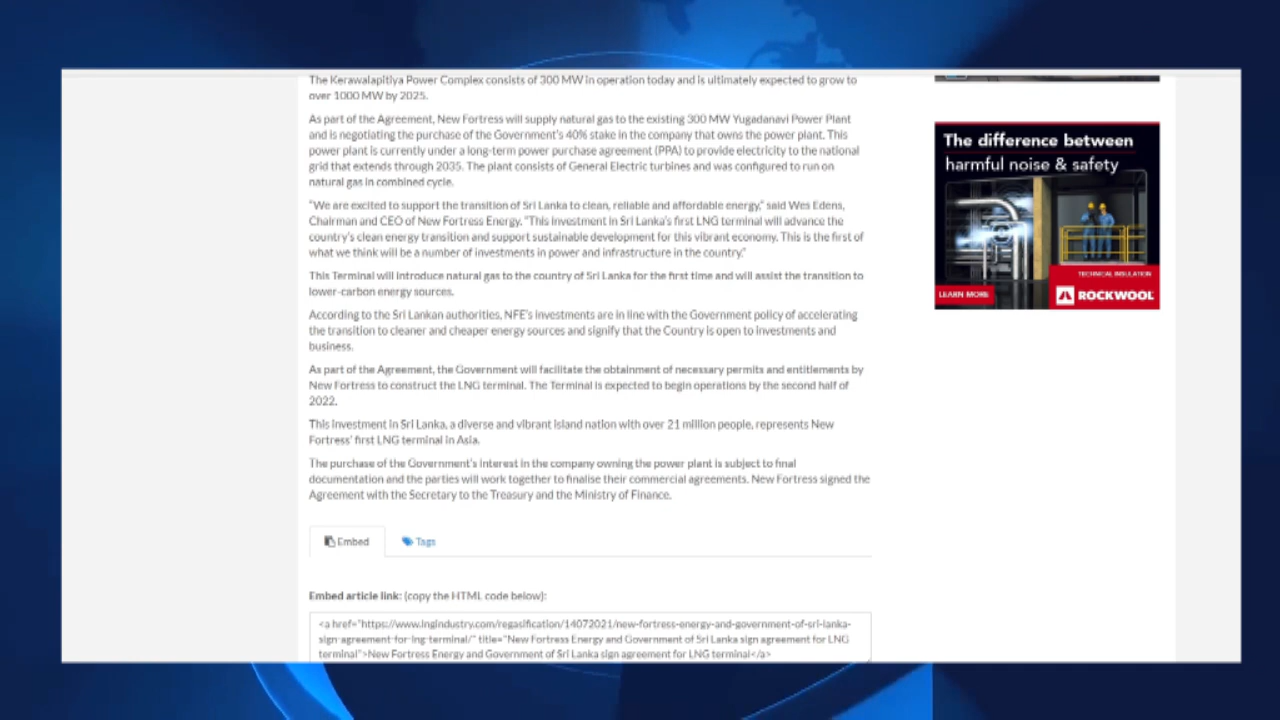 The Kerawalapitiya Power Complex consists of 300 MW in operation today and is ultimately expected to grow to
over 1000 MW by 2025.
As part of the Agreement, New Fortress will supply natural gas to the existing 300 MW Yugadanavi Power Plant
and is negotiating the purchase of the Government's 40% stake in the company that owns the power plant. This
power plant is currently under a long-term power purchase agreement (PPA) to provide electricity to the national
grid that extends through 2035. The plant consists of General Electric turbines and was configured to run on
natural gas in combined cycle.
"We are excited to support the transition of Sri Lanka to clean, reliable and affordable energy," said Wes Edens,
Chairman and CEO of New Fortress Energy. "This investment in Sri Lanka's first LNG terminal will advance the
country's clean energy transition and support sustainable development for this vibrant economy. This is the first of
what we think will be a number of investments in power and infrastructure in the country."
This Terminal will introduce natural gas to the country of Sri Lanka for the first time and will assist the transition to
lower-carbon energy sources.
According to the Sri Lankan authorities, NFE's investments are in line with the Government policy of accelerating
the transition to cleaner and cheaper energy sources and signify that the Country is open to investments and
business.
As part of the Agreement, the Government will facilitate the obtainment of necessary permits and entitlements by
New Fortress to construct the LNG terminal. The Terminal is expected to begin operations by the second half of
2022.
This investment in Sri Lanka, a diverse and vibrant island nation with over 21 million people, represents New
Fortress' first LNG terminal in Asia.
The purchase of the Government's interest in the company owning the power plant is subject to final
documentation and the parties will work together to finalise their commercial agreements. New Fortress signed the
Agreement with the Secretary to the Treasury and the Ministry of Finance.
Embed Tags
Embed article link: (copy the HTML code below):
<a href="https://www.lngindustry.com/regasification/14072021/new-fortress-energy-and-government-of-sri-lanka-
sign-agreement-for-lng-terminal/" title="New Fortress Energy and Government of Sri Lanka sign agreement for LNG
terminal">New Fortress Energy and Government of Sri Lanka sign agreement for LNG terminal</a>
The difference between
harmful noise & safety
TECHNICAL INSULATION
LEARN MORE
ROCKWOOL